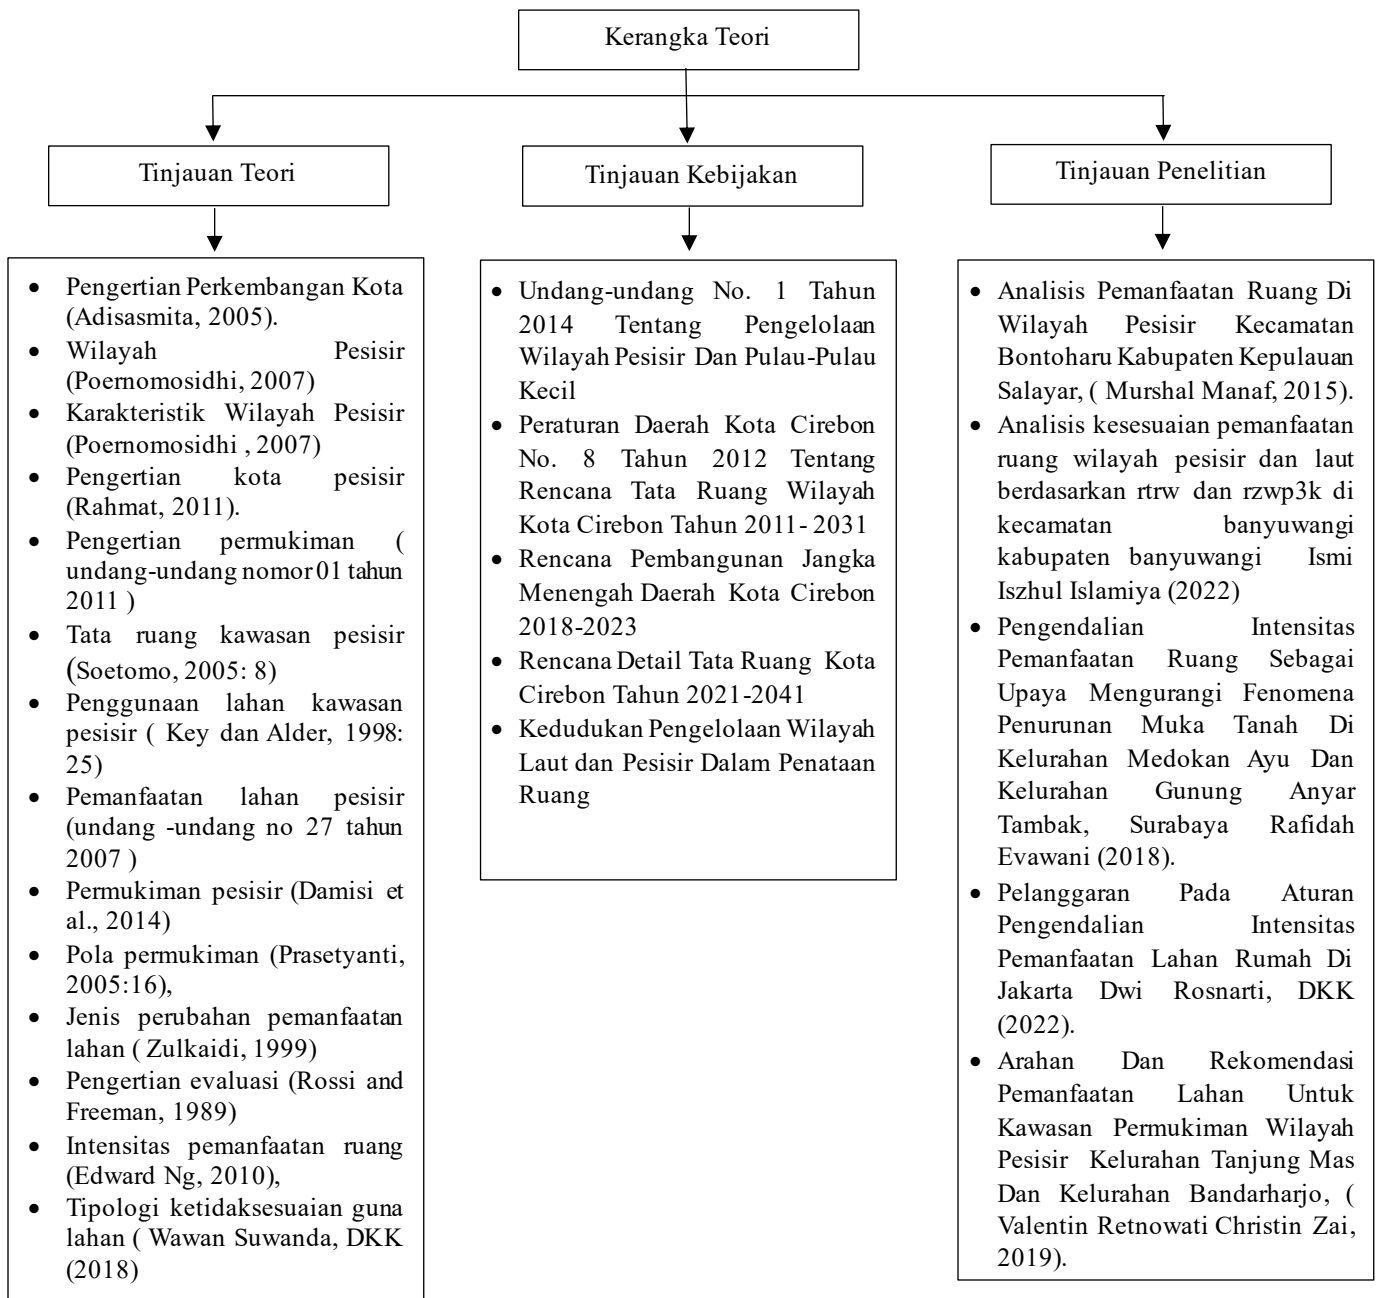 Kerangka Teori
Tinjauan Teori
Tinjauan Kebijakan
Tinjauan Penelitian
• Pengertian Perkembangan Kota
(Adisasmita, 2005).
• Wilayah Pesisir
(Poernomosidhi, 2007)
• Karakteristik Wilayah Pesisir
(Poernomosidhi , 2007)
• Pengertian kota pesisir
(Rahmat, 2011).
• Pengertian permukiman (
undang-undang nomor 01 tahun
2011 )
• Tata ruang kawasan pesisir
(Soetomo, 2005: 8)
• Penggunaan lahan kawasan
pesisir ( Key dan Alder, 1998:
25)
• Pemanfaatan lahan pesisir
(undang -undang no 27 tahun
2007 )
• Permukiman pesisir (Damisi et
al., 2014)
• Pola permukiman (Prasetyanti,
2005:16),
• Jenis perubahan pemanfaatan
lahan ( Zulkaidi, 1999)
• Pengertian evaluasi (Rossi and
Freeman, 1989)
• Intensitas pemanfaatan ruang
(Edward Ng, 2010),
• Tipologi ketidaksesuaian guna
lahan ( Wawan Suwanda, DKK
(2018)
• Undang-undang No. 1 Tahun
2014 Tentang Pengelolaan
Wilayah Pesisir Dan Pulau-Pulau
Kecil
• Peraturan Daerah Kota Cirebon
No. 8 Tahun 2012 Tentang
Rencana Tata Ruang Wilayah
Kota Cirebon Tahun 2011- 2031
• Rencana Pembangunan Jangka
Menengah Daerah Kota Cirebon
2018-2023
• Rencana Detail Tata Ruang Kota
Cirebon Tahun 2021-2041
• Kedudukan Pengelolaan Wilayah
Laut dan Pesisir Dalam Penataan
Ruang
• Analisis Pemanfaatan Ruang Di
Wilayah Pesisir Kecamatan
Bontoharu Kabupaten Kepulauan
Salayar, ( Murshal Manaf, 2015).
• Analisis kesesuaian pemanfaatan
ruang wilayah pesisir dan laut
berdasarkan rtrw dan rzwp3k di
kecamatan banyuwangi
kabupaten banyuwangi Ismi
Iszhul Islamiya (2022)
• Pengendalian Intensitas
Pemanfaatan Ruang Sebagai
Upaya Mengurangi Fenomena
Penurunan Muka Tanah Di
Kelurahan Medokan Ayu Dan
Kelurahan Gunung Anyar
Tambak, Surabaya Rafidah
Evawani (2018).
• Pelanggaran Pada Aturan
Pengendalian Intensitas
Pemanfaatan Lahan Rumah Di
Jakarta Dwi Rosnarti, DKK
(2022).
• Arahan Dan Rekomendasi
Pemanfaatan Lahan Untuk
Kawasan Permukiman Wilayah
Pesisir Kelurahan Tanjung Mas
Dan Kelurahan Bandarharjo, (
Valentin Retnowati Christin Zai,
2019).